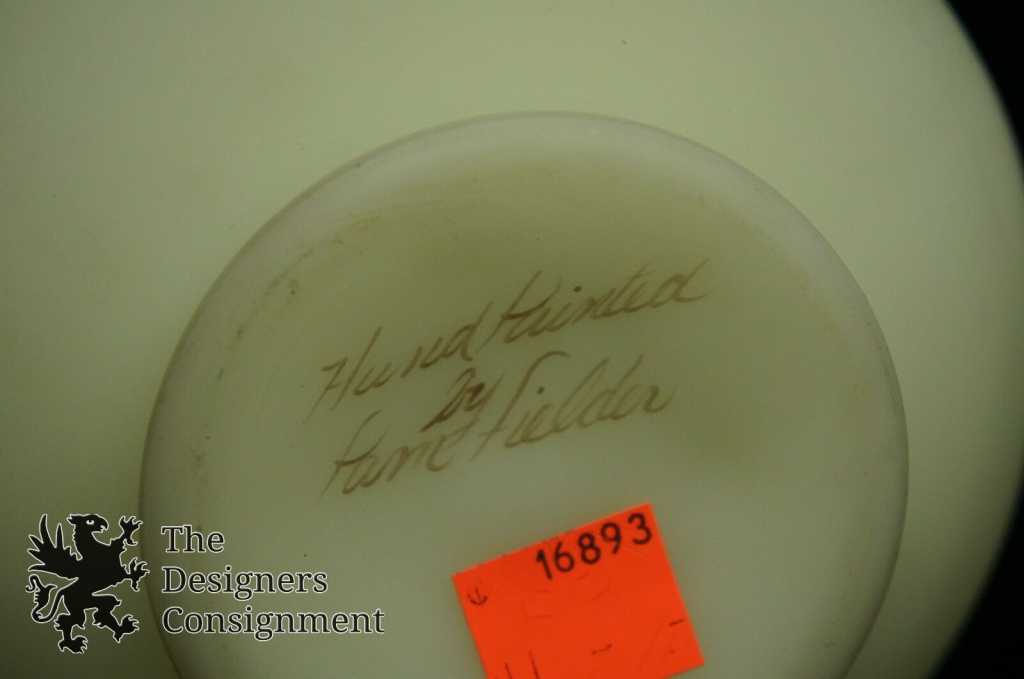 Hand painted
by
Pam Fielder
16893
The
Designers
Consignment